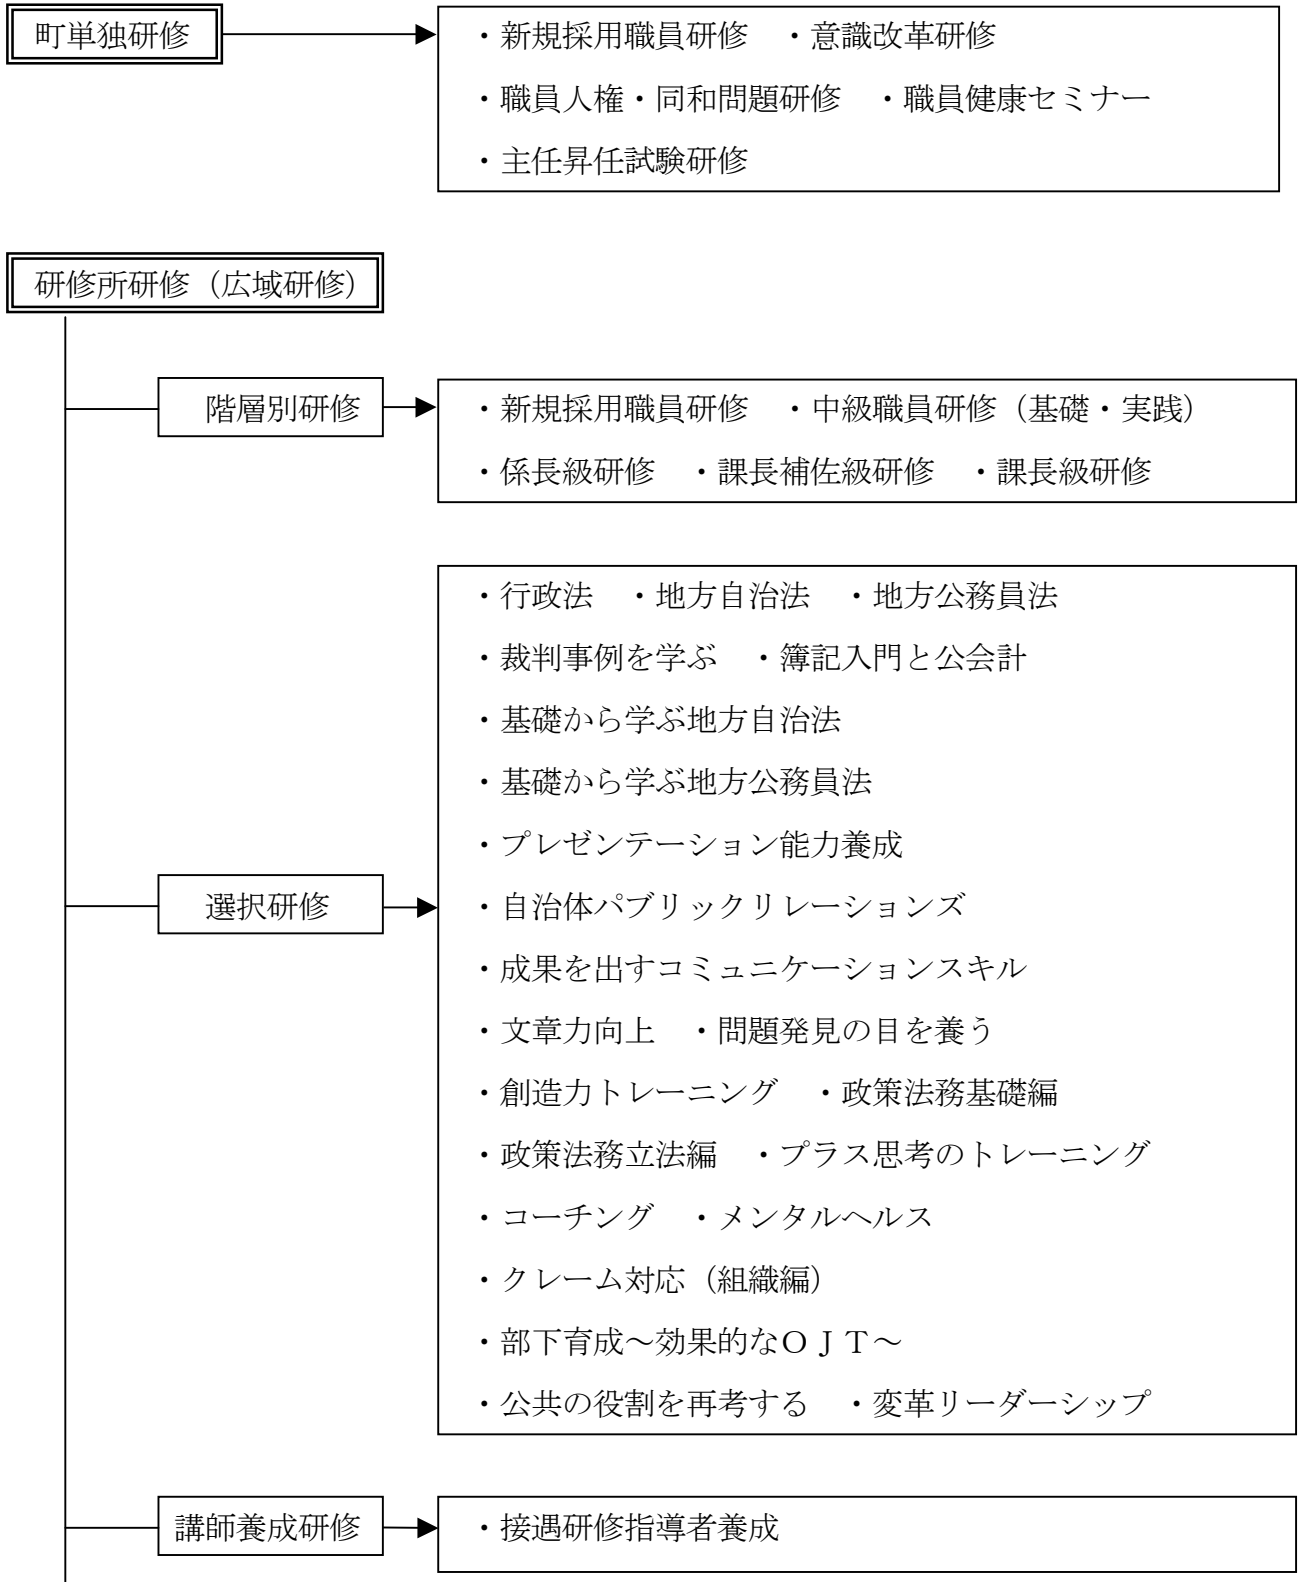 町単独研修
・新規採用職員研修　・意識改革研修
・職員人権・同和問題研修　・職員健康セミナー
・主任昇任試験研修
研修所研修（広域研修）
階層別研修
・新規採用職員研修　・中級職員研修（基礎・実践）
・係長級研修　・課長補佐級研修　・課長級研修
選択研修
・行政法　・地方自治法　・地方公務員法
・裁判事例を学ぶ　・簿記入門と公会計
・基礎から学ぶ地方自治法
・基礎から学ぶ地方公務員法
・プレゼンテーション能力養成
・自治体パブリックリレーションズ
・成果を出すコミュニケーションスキル
・文章力向上　・問題発見の目を養う
・創造力トレーニング　・政策法務基礎編
・政策法務立法編　・プラス思考のトレーニング
・コーチング　・メンタルヘルス
・クレーム対応（組織編）
・部下育成～効果的なＯＪＴ～
・公共の役割を再考する　・変革リーダーシップ
講師養成研修
・接遇研修指導者養成